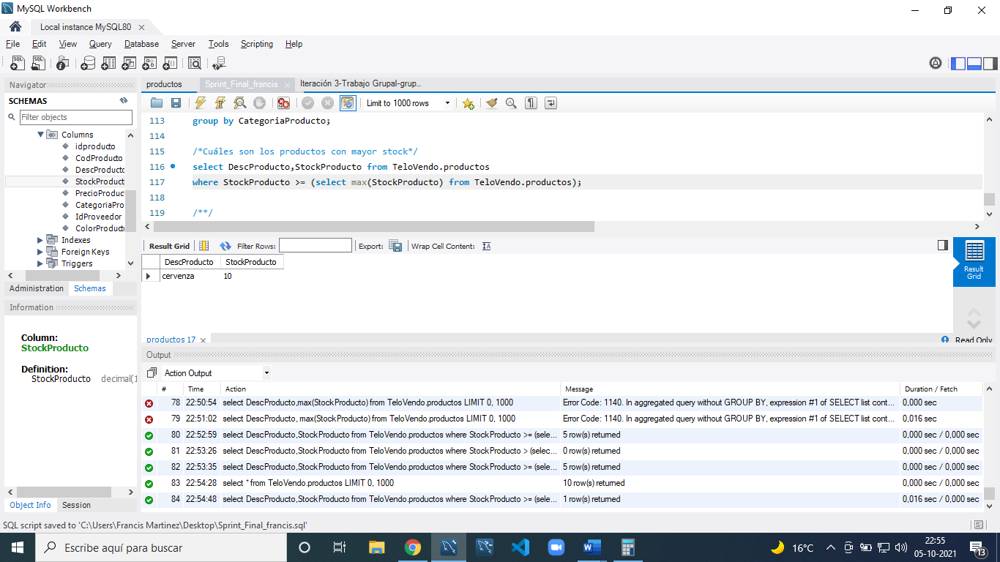 MySQL Workbench
Local instance MySQL80
File Edit View Query Database Server Tools Scripting Help
Navigator
SCHEMAS
Filter objects
Columns
idproducto
CodProducto
DescProducto
StockProduct
PrecioProduc
CategoriaPro
IdProveedor
ColorProducto
Indexes
Foreign Keys
Triggers
Administration Schemas
Information
Column:
StockProducto
Definition:
StockProducto decimal(1
Object Info Session
productos Sprint_Final_francis Iteración 3-Trabajo Grupal-grup...
Limit to 1000 rows
113 group by CategoriaProducto;
114
115 /*Cuáles son los productos con mayor stock*/
116 select DescProducto,StockProducto from TeloVendo.productos
117 where StockProducto >= (select max(StockProducto) from TeloVendo.productos);
118
119 /**/
Result Grid Filter Rows: Export: Wrap Cell Content:
DescProducto StockProducto
cervenza 10
Result
Grid
productos 17
Read Only
Output
Action Output
# Time Action Message Duration / Fetch
78 22:50:54 select DescProducto,max(StockProducto) from TeloVendo.productos LIMIT 0, 1000 Error Code: 1140. In aggregated query without GROUP BY, expression #1 of SELECT list cont... 0,000 sec
79 22:51:02 select DescProducto, max(StockProducto) from TeloVendo.productos LIMIT 0, 1000 Error Code: 1140. In aggregated query without GROUP BY, expression #1 of SELECT list cont... 0,016 sec
80 22:52:59 select DescProducto,StockProducto from TeloVendo.productos where StockProducto >= (selec... 5 row(s) returned 0,000 sec / 0,000 sec
81 22:53:26 select DescProducto,StockProducto from TeloVendo.productos where StockProducto > (selec... 0 row(s) returned 0,000 sec / 0,000 sec
82 22:53:35 select DescProducto,StockProducto from TeloVendo.productos where StockProducto >= (sele... 5 row(s) returned 0,000 sec / 0,000 sec
83 22:54:28 select * from TeloVendo.productos LIMIT 0, 1000 10 row(s) returned 0,000 sec / 0,000 sec
84 22:54:48 select DescProducto,StockProducto from TeloVendo.productos where StockProducto >= (sele... 1 row(s) returned 0,016 sec / 0,000 sec
SQL script saved to 'C:\Users\Francis Martinez\Desktop\Sprint_Final_francis.sql'
Escribe aquí para buscar
16°C
22:55
05-10-2021
13